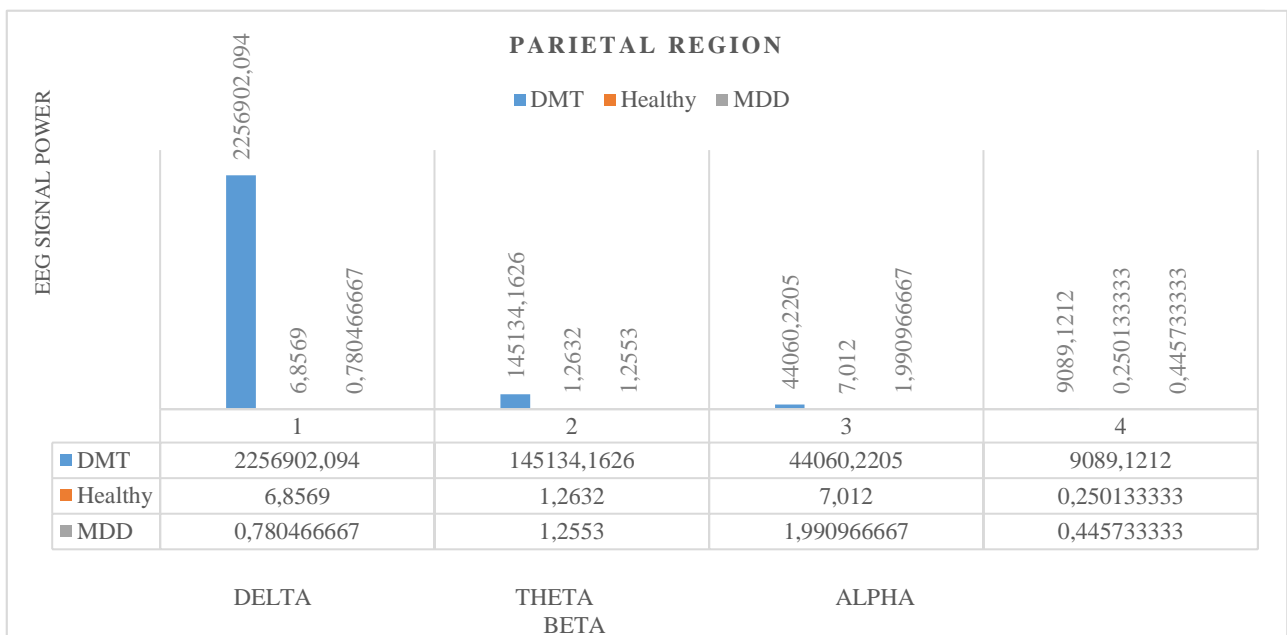 PARIETAL REGION
DMT Healthy MDD
EEG SIGNAL POWER
2256902,094
6,8569
0,780466667
145134,1626
1,2632
1,2553
44060,2205
7,012
1,990966667
9089,1212
0,250133333
0,445733333
1 2 3 4
DMT 2256902,094 145134,1626 44060,2205 9089,1212
Healthy 6,8569 1,2632 7,012 0,250133333
MDD 0,780466667 1,2553 1,990966667 0,445733333
DELTA THETA ALPHA
BETA